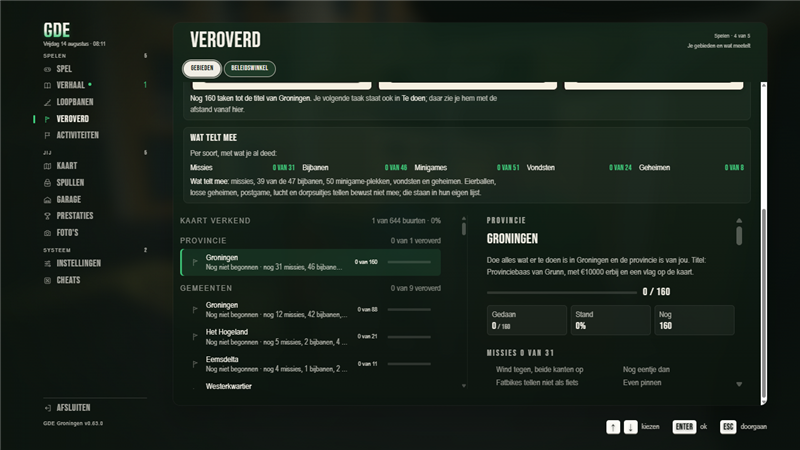 GDE
Vrijdag 14 augustus · 08:11
SPELEN 5
SPEL
VERHAAL 1
LOOPBANEN
VEROVERD
ACTIVITEITEN
JIJ 5
KAART
SPULLEN
GARAGE
PRESTATIES
FOTO'S
SYSTEEM 2
INSTELLINGEN
CHEATS
AFSLUITEN
GDE Groningen v0.63.0
VEROVERD
Spelen · 4 van 5
Je gebieden en wat meetelt
GEBIEDEN BELEIDSWINKEL
Nog 160 taken tot de titel van Groningen. Je volgende taak staat ook in Te doen; daar zie je hem met de
afstand vanaf hier.
WAT TELT MEE
Per soort, met wat je al deed:
Missies 0 VAN 31 Bijbanen 0 VAN 46 Minigames 0 VAN 51 Vondsten 0 VAN 24 Geheimen 0 VAN 8
Wat telt mee: missies, 39 van de 47 bijbanen, 50 minigame-plekken, vondsten en geheimen. Eierballen,
losse geheimen, postgame, lucht en dorpsuitjes tellen bewust niet mee; die staan in hun eigen lijst.
KAART VERKEND 1 van 644 buurten · 0%
PROVINCIE 0 van 1 veroverd
Groningen
Nog niet begonnen · nog 31 missies, 46 bijbane... 0 van 160
GEMEENTEN 0 van 9 veroverd
Groningen
Nog niet begonnen · nog 12 missies, 42 bijbanen,... 0 van 88
Het Hogeland
Nog niet begonnen · nog 5 missies, 2 bijbanen, 4 ... 0 van 21
Eemsdelta
Nog niet begonnen · nog 4 missies, 1 bijbanen, 2 ... 0 van 11
Westerkwartier
PROVINCIE
GRONINGEN
Doe alles wat er te doen is in Groningen en de provincie is van jou. Titel:
Provinciebaas van Grunn, met €10000 erbij en een vlag op de kaart.
0 / 160
Gedaan Stand Nog
0 / 160 0% 160
MISSIES 0 VAN 31
Wind tegen, beide kanten op Nog eentje dan
Fatbikes tellen niet als fiets Even pinnen
↑ ↓ kiezen ENTER ok ESC doorgaan